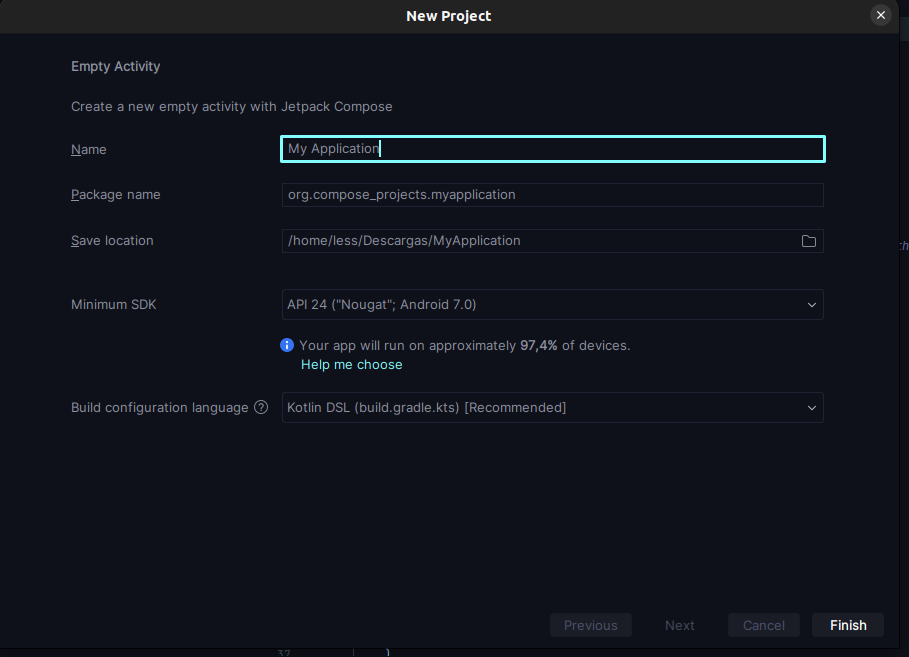 New Project
Empty Activity
Create a new empty activity with Jetpack Compose
Name
My Application
Package name
org.compose_projects.myapplication
Save location
/home/less/Descargas/MyApplication
Minimum SDK
API 24 ("Nougat"; Android 7.0)
Your app will run on approximately 97,4% of devices.
Help me choose
Build configuration language
Kotlin DSL (build.gradle.kts) [Recommended]
Previous
Next
Cancel
Finish
37 )